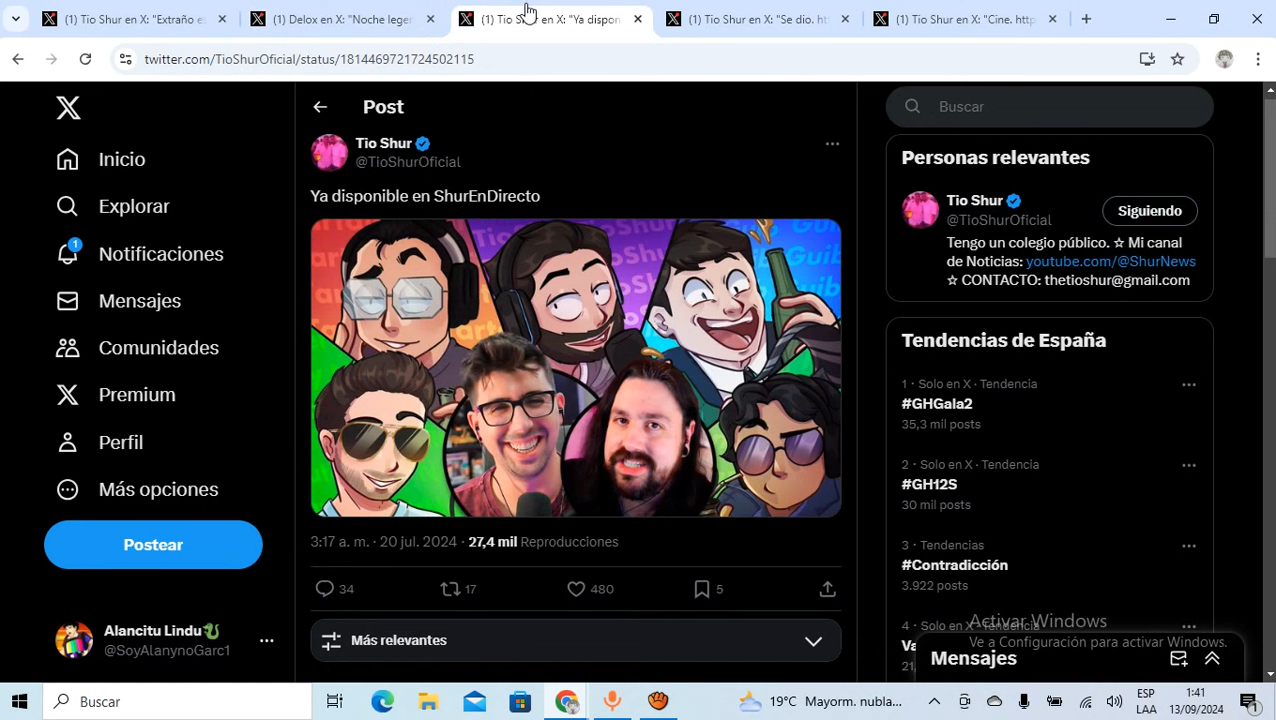 (1) Tio Shur en X: "Extraño e
(1) Delox en X: "Noche leger
(1) Tio Shur en X: "Ya dispon
(1) Tio Shur en X: "Se dio. htt
(1) Tio Shur en X: "Cine. http
twitter.com/TioShurOficial/status/1814469721724502115
Inicio
Explorar
1
Notificaciones
Mensajes
Comunidades
Premium
Perfil
Más opciones
Postear
Alancitu Lindu
@SoyAlanynoGarc1
Post
Tio Shur
@TIoShurOficial
Ya disponible en ShurEnDirecto
3:17 a. m. · 20 jul. 2024 · 27,4 mil Reproducciones
34 17 480 5
Más relevantes
Buscar
Personas relevantes
Tio Shur
@TIoShurOficial
Siguiendo
Tengo un colegio público. ☆ Mi canal
de Noticias: youtube.com/@ShurNews
☆ CONTACTO: thetioshur@gmail.com
Tendencias de España
1 · Solo en X · Tendencia
#GHGala2
35,3 mil posts
2 · Solo en X · Tendencia
#GH12S
30 mil posts
3 · Tendencias
#Contradicción
3.922 posts
4 · Solo en X · Tendencia
Activar Windows
Ve a Configuración para activar Windows.
Mensajes
Buscar
19°C Mayorm. nubla...
ESP
LAA
1:41
13/09/2024
1